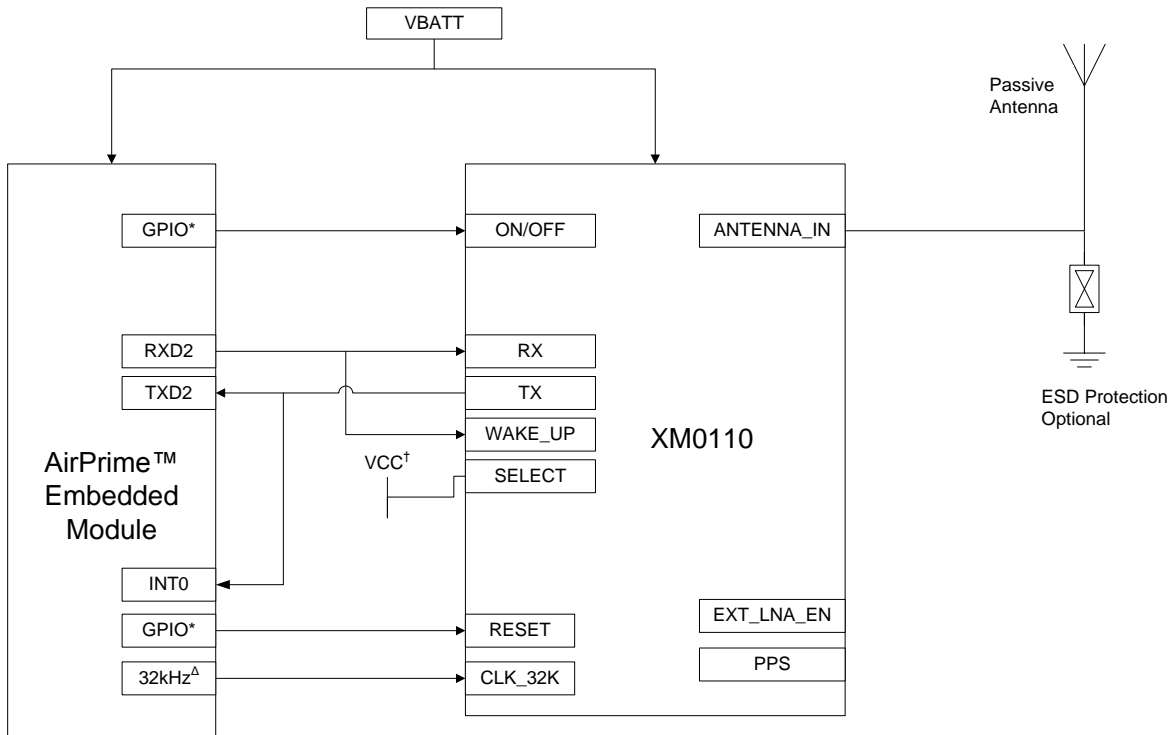 VBATT
Passive
Antenna
GPIO*
ON/OFF
ANTENNA_IN
RXD2
RX
TXD2
TX
WAKE_UP
VCC†
SELECT
XM0110
ESD Protection
Optional
AirPrime™
Embedded
Module
INT0
GPIO*
RESET
EXT_LNA_EN
PPS
32kHzΔ
CLK_32K